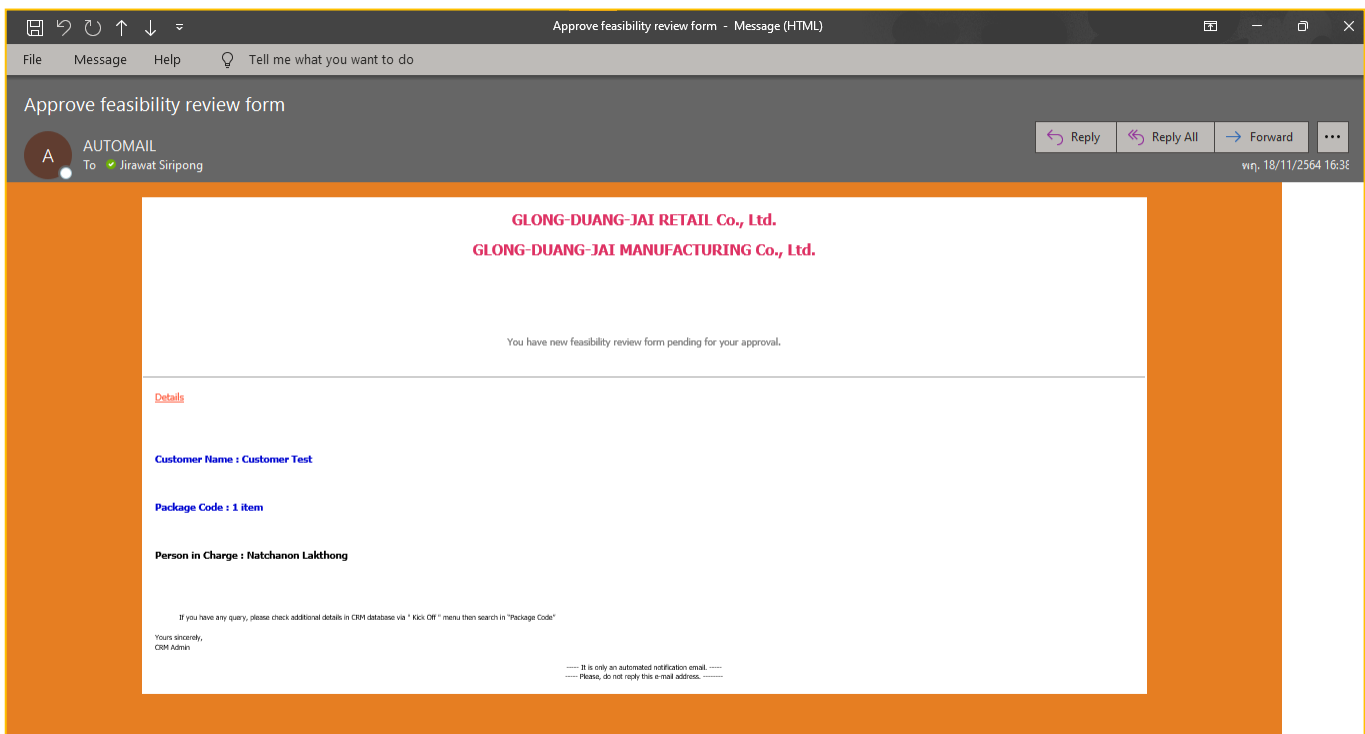 Approve feasibility review form - Message (HTML)
File Message Help Tell me what you want to do
Approve feasibility review form
A
AUTOMAIL
To Jirawat Siripong
Reply Reply All Forward
พฤ. 18/11/2564 16:38
GLONG-DUANG-JAI RETAIL Co., Ltd.
GLONG-DUANG-JAI MANUFACTURING Co., Ltd.
You have new feasibility review form pending for your approval.
Details
Customer Name : Customer Test
Package Code : 1 item
Person in Charge : Natchanon Lakthong
If you have any query, please check additional details in CRM database via " Kick Off " menu then search in "Package Code"
Yours sincerely,
CRM Admin
----- It is only an automated notification email. -----
----- Please, do not reply this e-mail address. --------